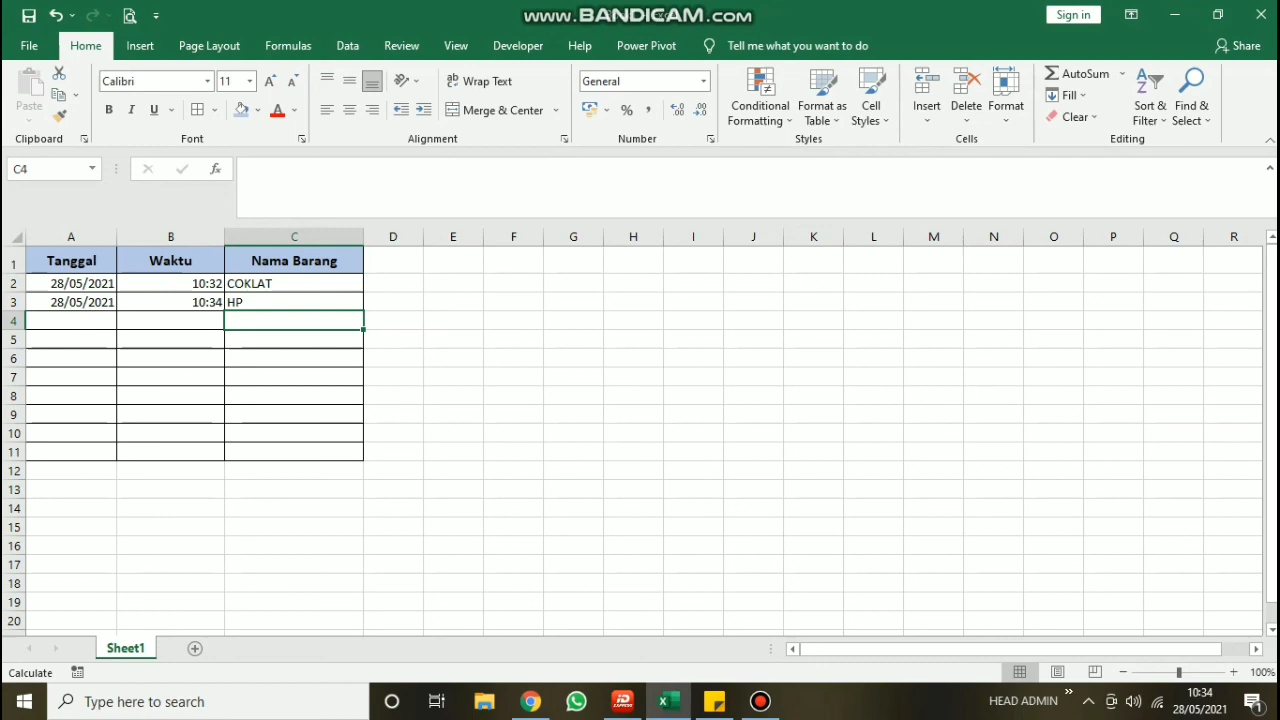 www.BANDICAM.com
Sign in
File Home Insert Page Layout Formulas Data Review View Developer Help Power Pivot Tell me what you want to do Share
Paste
Calibri 11
Wrap Text
Merge & Center
General
Conditional Formatting
Format as Table
Cell Styles
Insert
Delete
Format
AutoSum
Fill
Clear
Sort & Filter
Find & Select
Clipboard Font Alignment Number Styles Cells Editing
C4 fx
A B C D E F G H I J K L M N O P Q R
1 Tanggal Waktu Nama Barang
2 28/05/2021 10:32 COKLAT
3 28/05/2021 10:34 HP
4
5
6
7
8
9
10
11
12
13
14
15
16
17
18
19
20
Sheet1
Calculate 100%
Type here to search HEAD ADMIN 10:34
28/05/2021